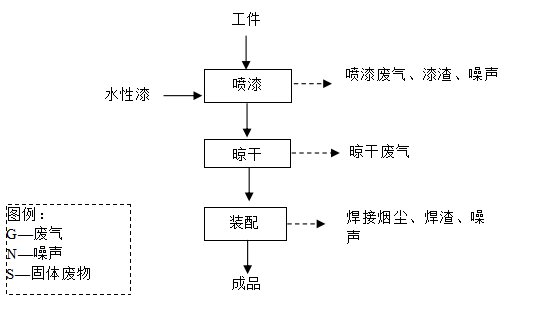 工件
喷漆
喷漆废气、漆渣、噪声
水性漆
晾干
晾干废气
装配
焊接烟尘、焊渣、噪
声
成品
图例：
G—废气
N—噪声
S—固体废物